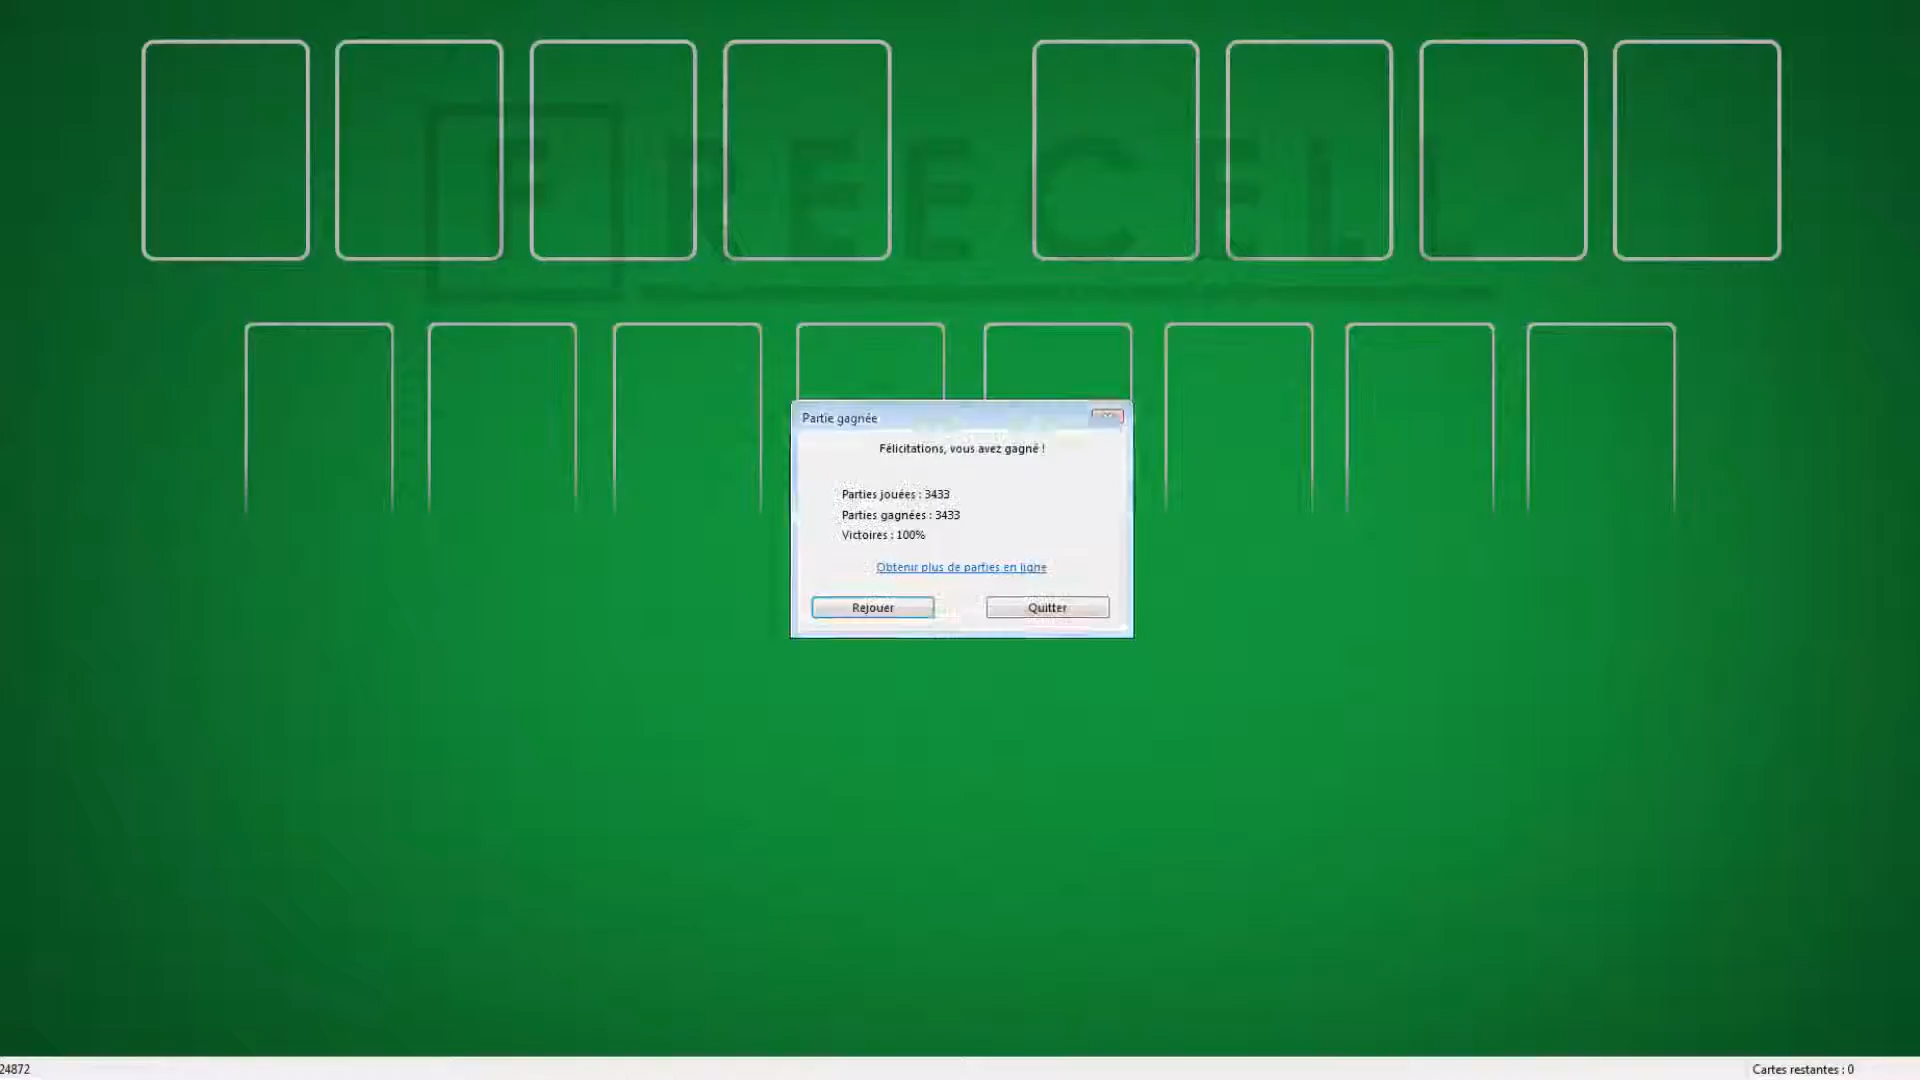 FREECELL
Partie gagnée
Félicitations, vous avez gagné !
Parties jouées : 3433
Parties gagnées : 3433
Victoires : 100%
Obtenir plus de parties en ligne
Rejouer
Quitter
24872
Cartes restantes : 0